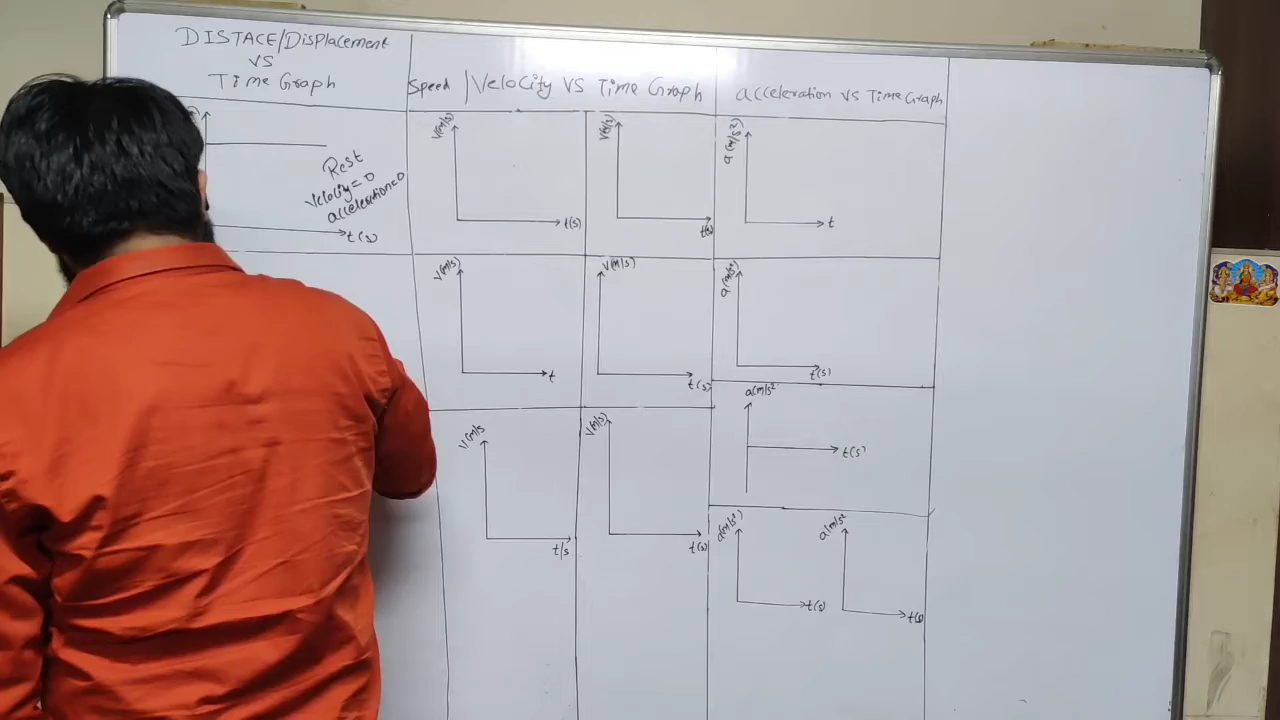 DISTACE/Displacement
VS
Time Graph
Rest
Velocity=0
acceleration=0
t(s)
Speed | Velocity VS Time Graph
V(m/s)
t(s)
V(m/s)
t(s)
V(m/s)
t
V(m/s)
t(s)
V(m/s
t/s
V(m/s)
t(s)
acceleration vs Time Graph
a(m/s²)
t
a(m/s²
t(s)
a(m/s²
t(s)
a(m/s²)
t(s)
a(m/s²
t(s)